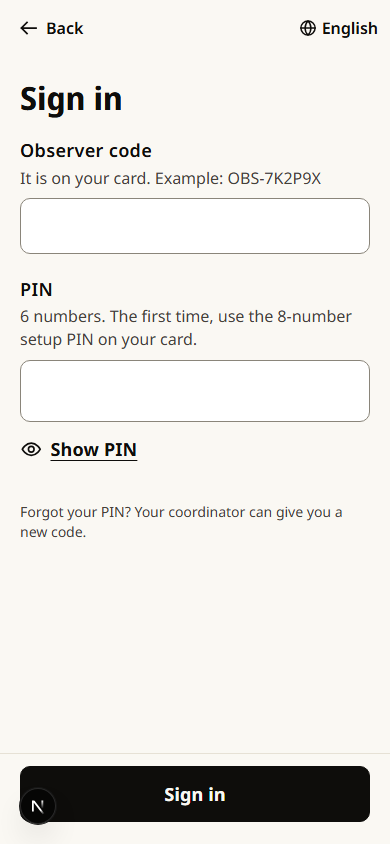 Back
English
Sign in
Observer code
It is on your card. Example: OBS-7K2P9X
PIN
6 numbers. The first time, use the 8-number
setup PIN on your card.
Show PIN
Forgot your PIN? Your coordinator can give you a
new code.
Sign in
N